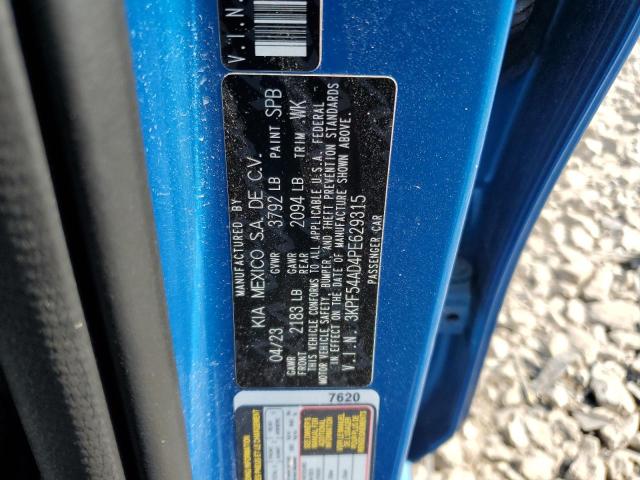 V.I.N
MANUFACTURED BY
KIA MEXICO S.A. DE C.V.
04/23 GVWR 3792 LB PAINT SPB
GAWR FRONT 2183 LB GAWR REAR 2094 LB TRIM WK
THIS VEHICLE CONFORMS TO ALL APPLICABLE U.S.A. FEDERAL
MOTOR VEHICLE SAFETY, BUMPER, AND THEFT PREVENTION STANDARDS
IN EFFECT ON THE DATE OF MANUFACTURE SHOWN ABOVE.
V.I.N. 3KPF54AD4PE629315
PASSENGER CAR
7620